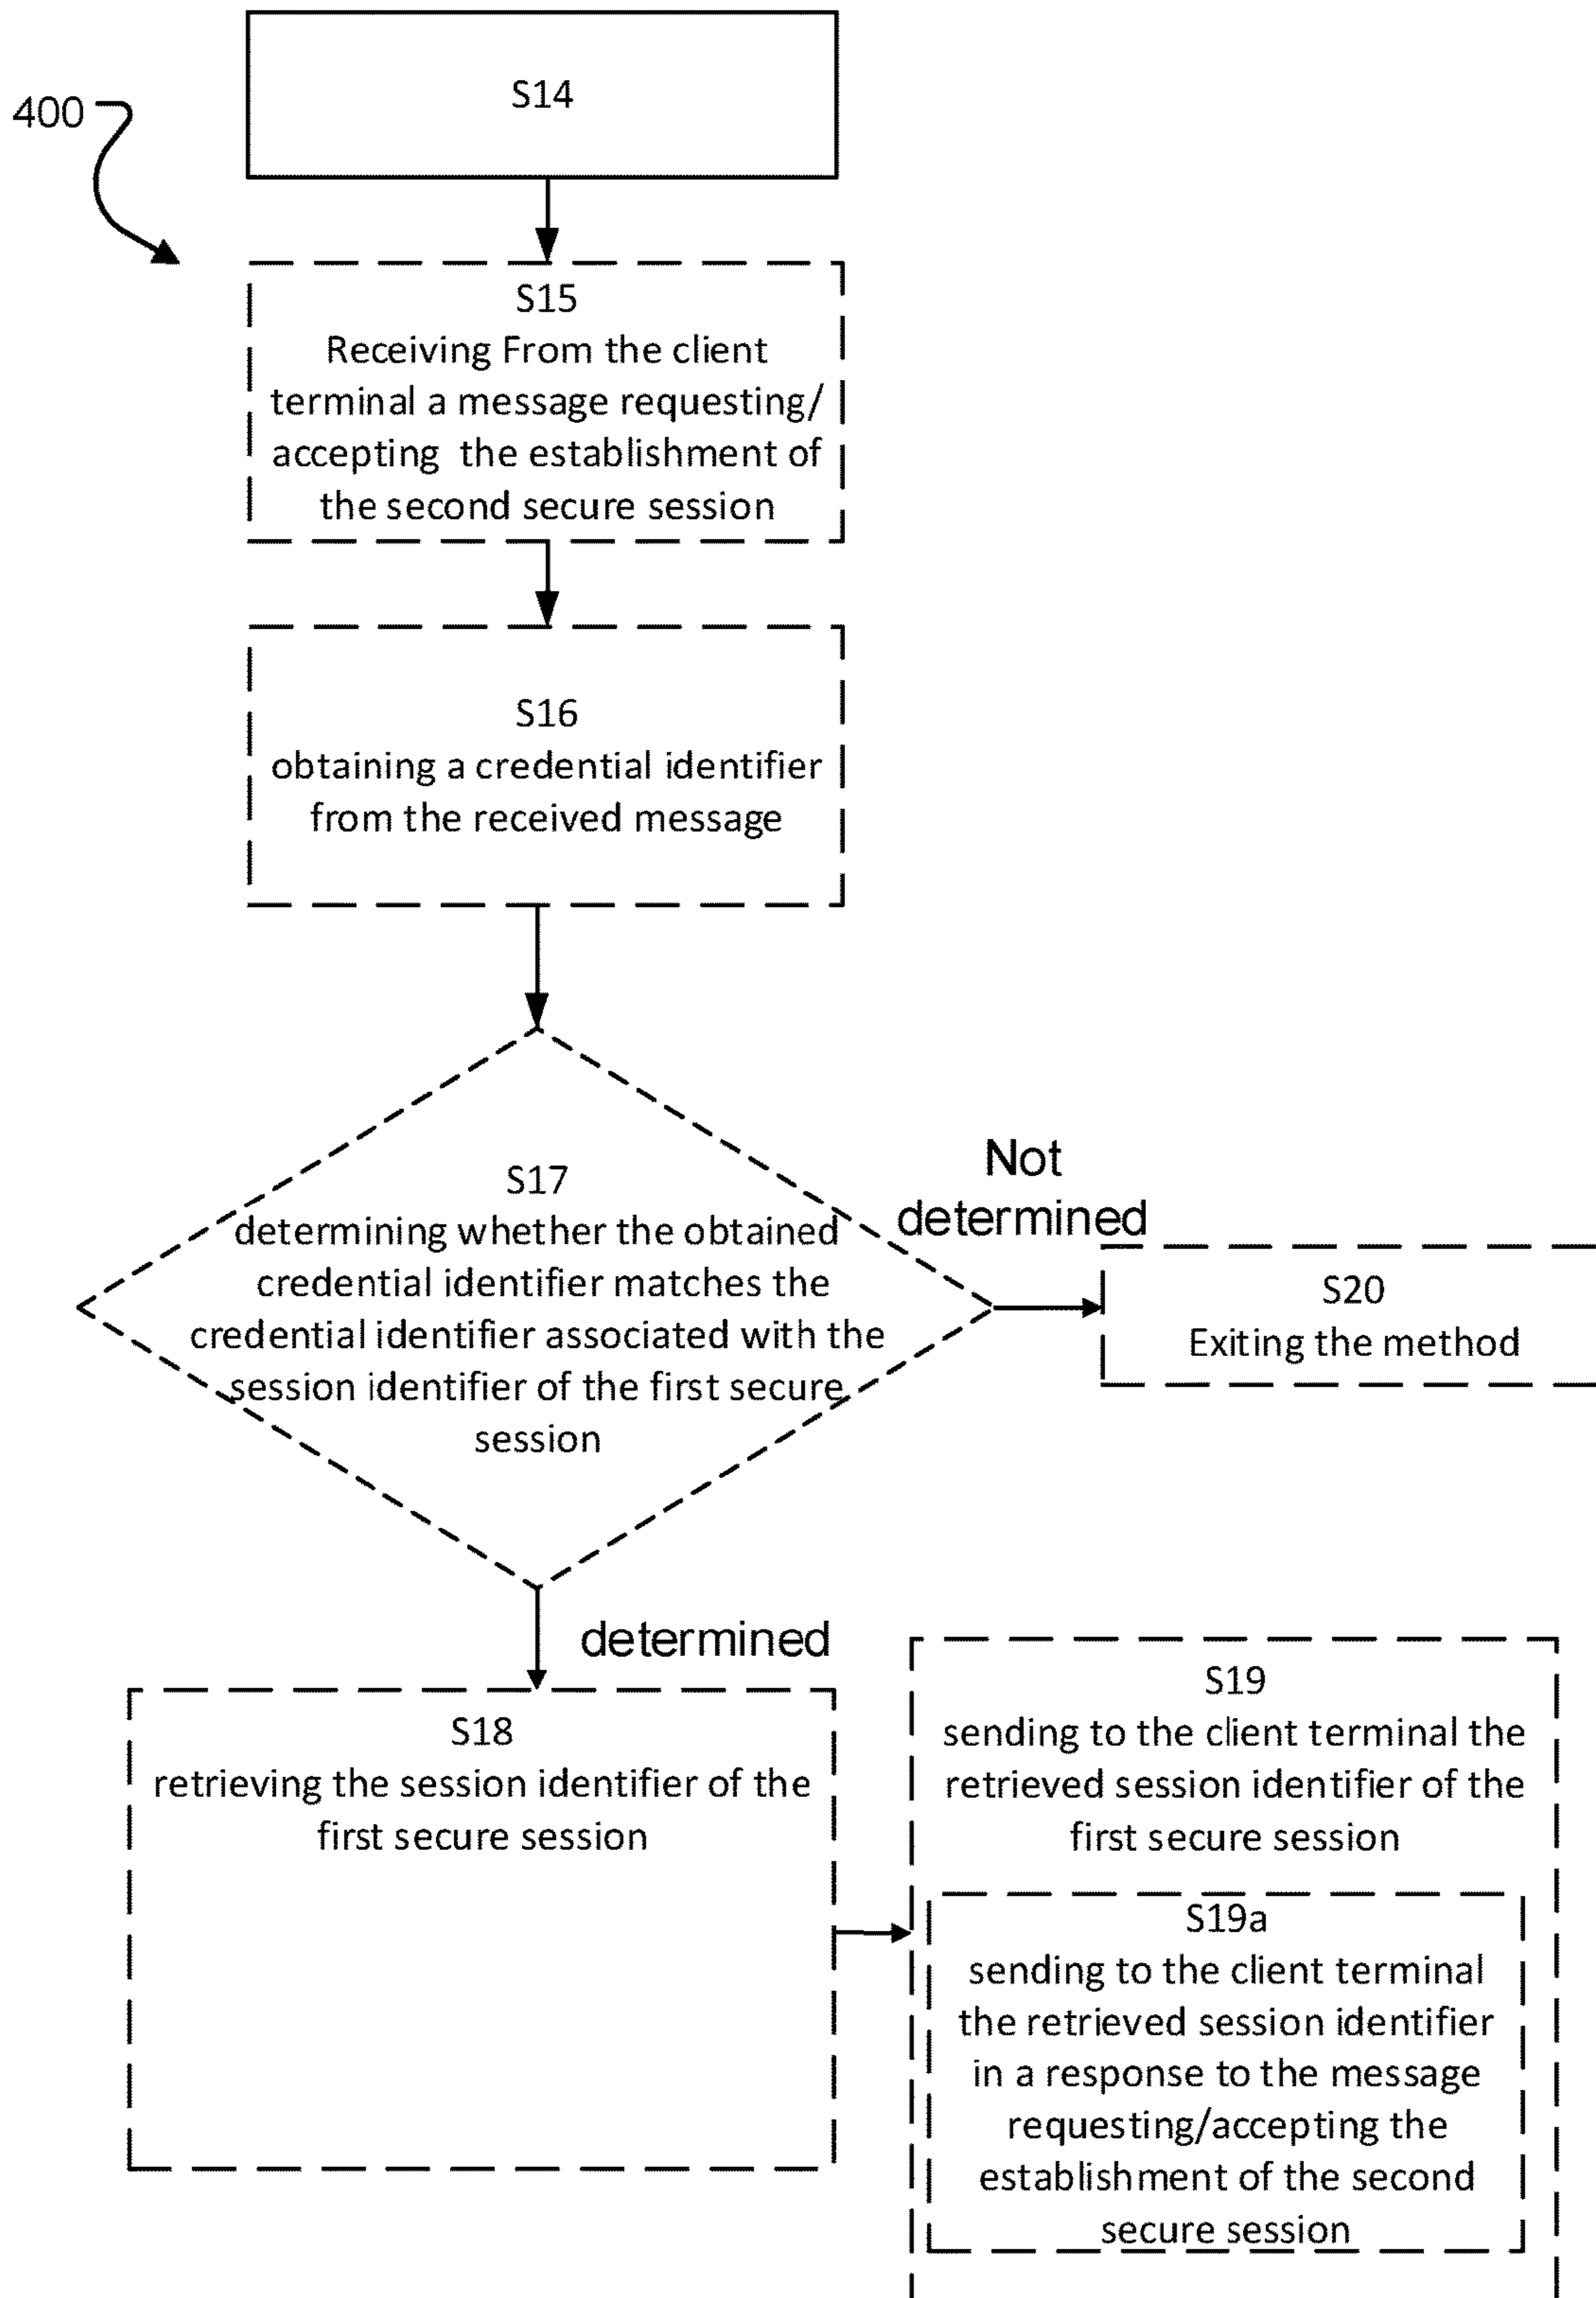 400
S14
S15
Receiving From the client
terminal a message requesting/
accepting the establishment of
the second secure session
S16
obtaining a credential identifier
from the received message
S17
determining whether the obtained
credential identifier matches the
credential identifier associated with the
session identifier of the first secure
session
Not
determined
S20
Exiting the method
determined
S18
retrieving the session identifier of the
first secure session
S19
sending to the client terminal the
retrieved session identifier of the
first secure session
S19a
sending to the client terminal
the retrieved session identifier
in a response to the message
requesting/accepting the
establishment of the second
secure session